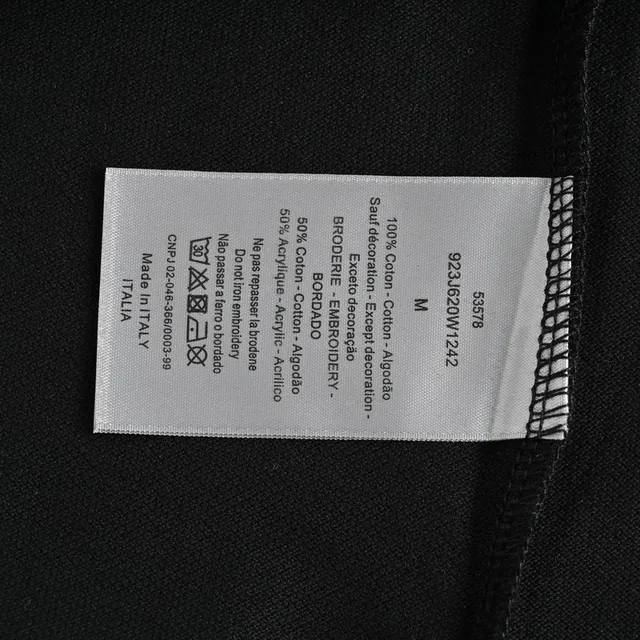 53578
923J620W1242
M
100% Coton - Cotton - Algodão
Sauf décoration - Except decoration -
Exceto decoração
BRODERIE - EMBROIDERY -
BORDADO
50% Coton - Cotton - Algodão
50% Acrylique - Acrylic - Acrílico
Ne pas repasser la broderie
Do not iron embroidery
Não passar a ferro o bordado
30
CNPJ 02-046-366/0003-99
Made In ITALY
ITALIA